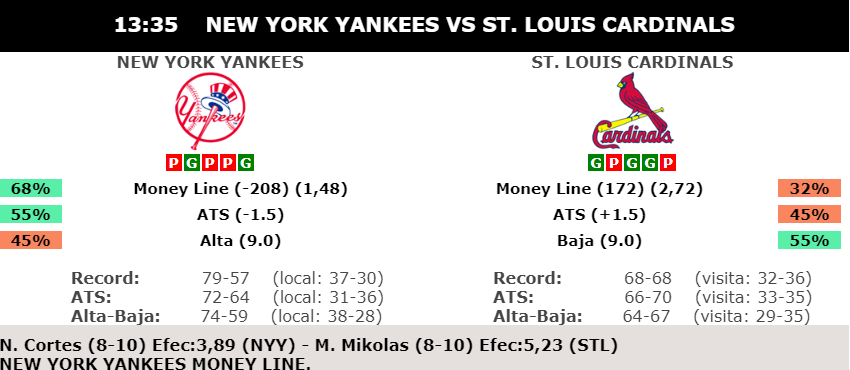 13:35 NEW YORK YANKEES VS ST. LOUIS CARDINALS
NEW YORK YANKEES ST. LOUIS CARDINALS
Yankees Cardinals
P G P P G G P G G P
68% Money Line (-208) (1,48) Money Line (172) (2,72) 32%
55% ATS (-1.5) ATS (+1.5) 45%
45% Alta (9.0) Baja (9.0) 55%
Record: 79-57 (local: 37-30) Record: 68-68 (visita: 32-36)
ATS: 72-64 (local: 31-36) ATS: 66-70 (visita: 33-35)
Alta-Baja: 74-59 (local: 38-28) Alta-Baja: 64-67 (visita: 29-35)
N. Cortes (8-10) Efec:3,89 (NYY) - M. Mikolas (8-10) Efec:5,23 (STL)
NEW YORK YANKEES MONEY LINE.